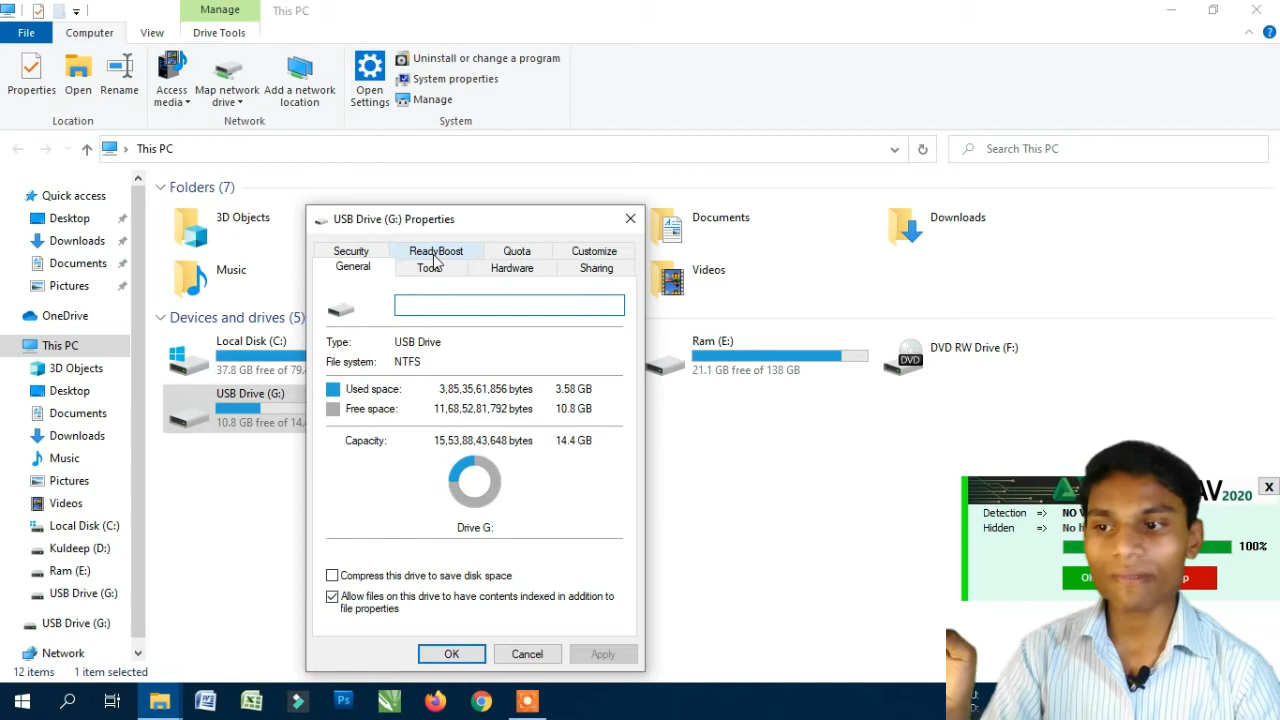 Manage
This PC
File
Computer
View
Drive Tools
Properties
Open
Rename
Access media
Map network drive
Add a network location
Open Settings
Uninstall or change a program
System properties
Manage
Location
Network
System
This PC
Search This PC
Quick access
Desktop
Downloads
Documents
Pictures
OneDrive
This PC
3D Objects
Desktop
Documents
Downloads
Music
Pictures
Videos
Local Disk (C:)
Kuldeep (D:)
Ram (E:)
USB Drive (G:)
USB Drive (G:)
Network
12 items
1 item selected
Folders (7)
3D Objects
Documents
Downloads
Music
Videos
Devices and drives (5)
Local Disk (C:)
37.8 GB free of 79.
USB Drive (G:)
10.8 GB free of 14.
Ram (E:)
21.1 GB free of 138 GB
DVD RW Drive (F:)
DVD
USB Drive (G:) Properties
Security
ReadyBoost
Quota
Customize
General
Tools
Hardware
Sharing
Type: USB Drive
File system: NTFS
Used space: 3,85,35,61,856 bytes 3.58 GB
Free space: 11,68,52,81,792 bytes 10.8 GB
Capacity: 15,53,88,43,648 bytes 14.4 GB
Drive G:
Compress this drive to save disk space
Allow files on this drive to have contents indexed in addition to
file properties
OK
Cancel
Apply
AV 2020
X
Detection => NO
Hidden => No
100%
Ps